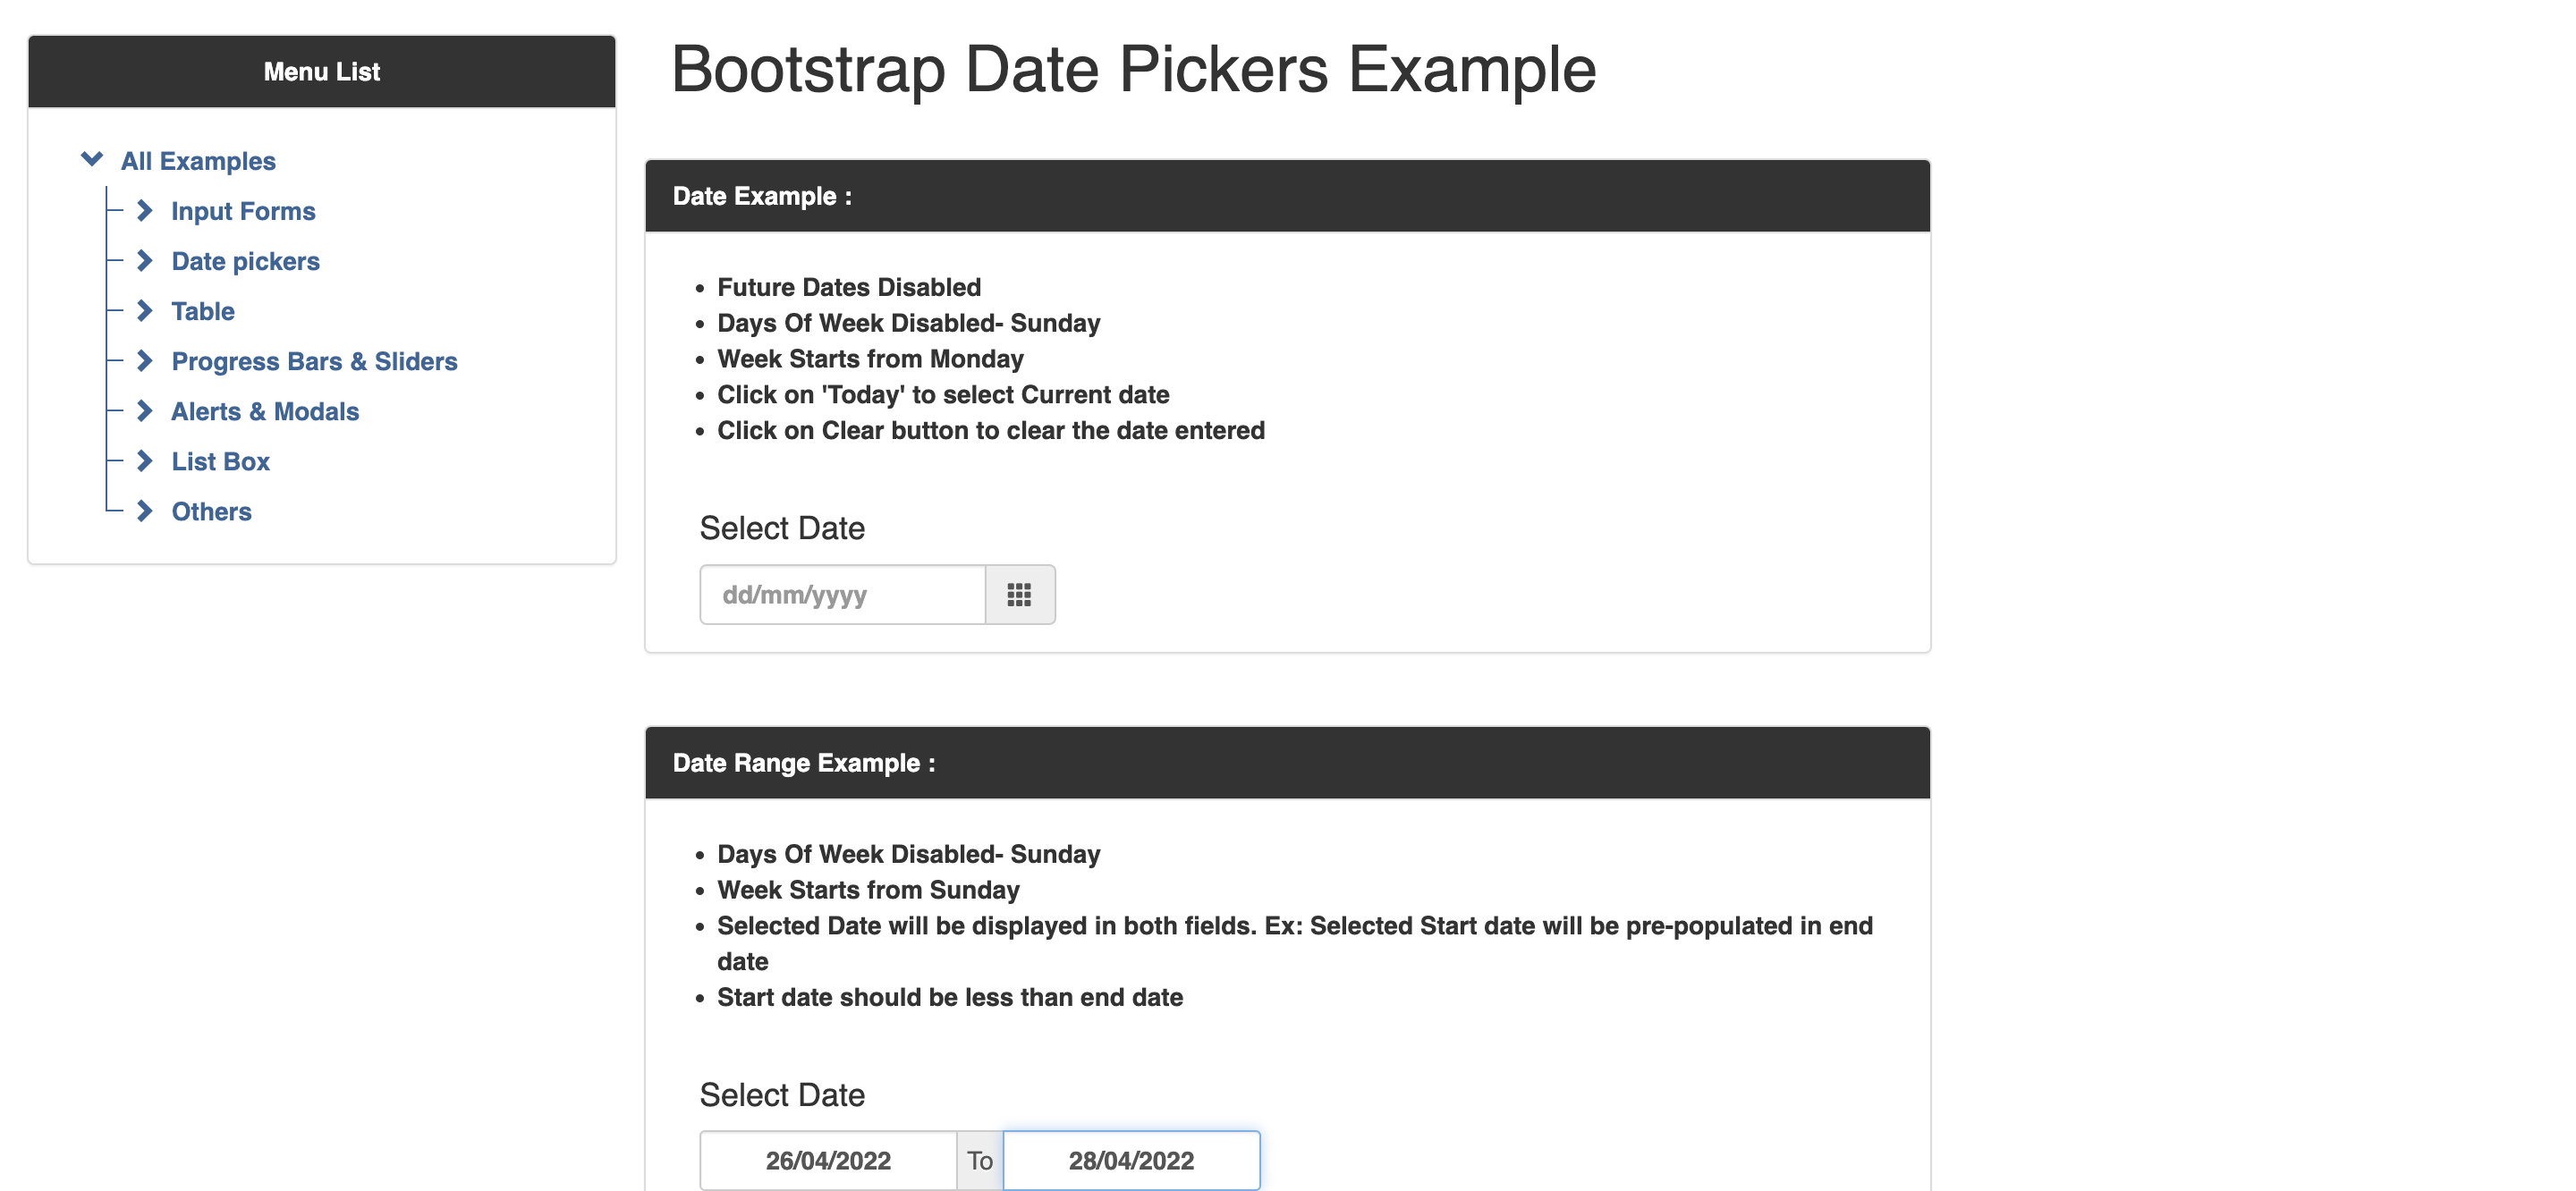 Menu List
All Examples
Input Forms
Date pickers
Table
Progress Bars & Sliders
Alerts & Modals
List Box
Others
Bootstrap Date Pickers Example
Date Example :
Future Dates Disabled
Days Of Week Disabled- Sunday
Week Starts from Monday
Click on 'Today' to select Current date
Click on Clear button to clear the date entered
Select Date
dd/mm/yyyy
Date Range Example :
Days Of Week Disabled- Sunday
Week Starts from Sunday
Selected Date will be displayed in both fields. Ex: Selected Start date will be pre-populated in end
date
Start date should be less than end date
Select Date
26/04/2022 To 28/04/2022